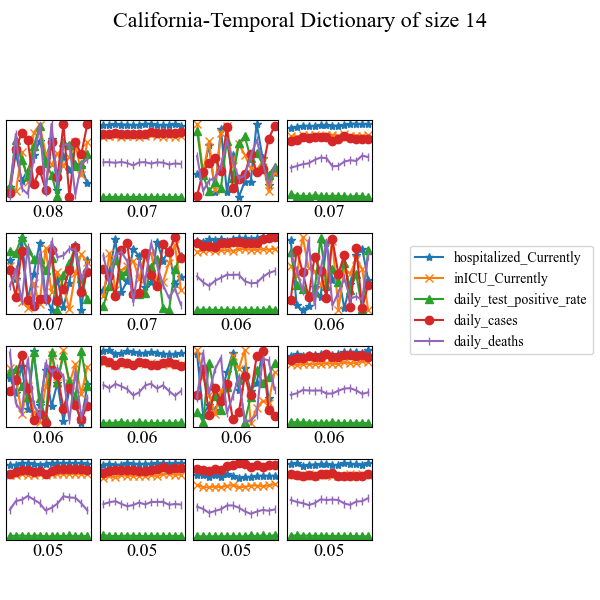 California-Temporal Dictionary of size 14
0.08 0.07 0.07 0.07
hospitalized_Currently
inICU_Currently
daily_test_positive_rate
daily_cases
daily_deaths
0.07 0.07 0.06 0.06
0.06 0.06 0.06 0.06
0.05 0.05 0.05 0.05